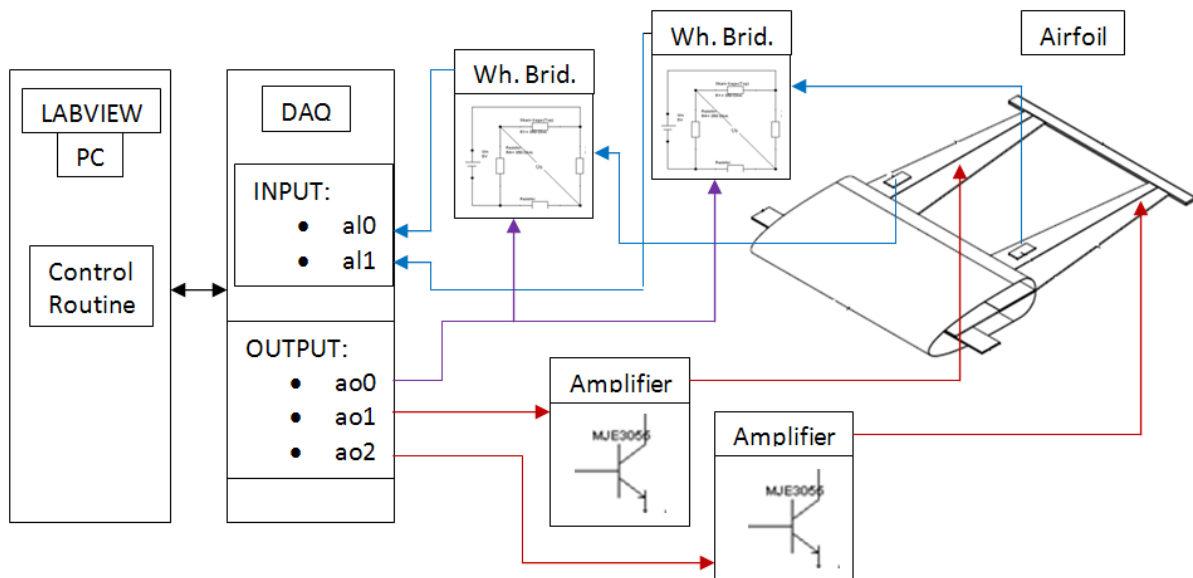 Wh. Brid.
Airfoil
Wh. Brid.
LABVIEW
PC
DAQ
INPUT:
• al0
• al1
Control
Routine
OUTPUT:
• ao0
• ao1
• ao2
Amplifier
MJE3055
Amplifier
MJE3055